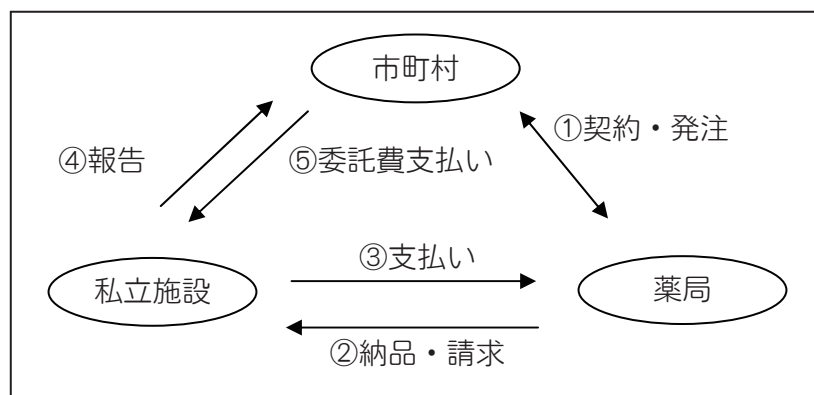 市町村
①契約・発注
④報告
⑤委託費支払い
③支払い
私立施設
薬局
②納品・請求